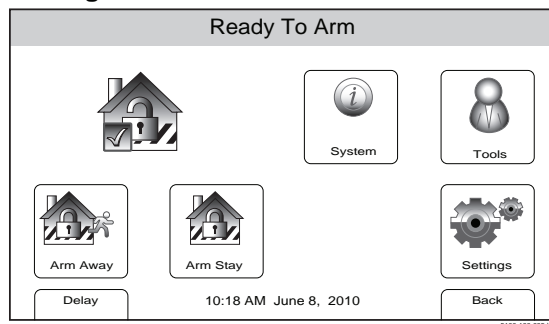 Ready To Arm
System
Tools
Arm Away
Arm Stay
Settings
Delay
10:18 AM June 8, 2010
Back